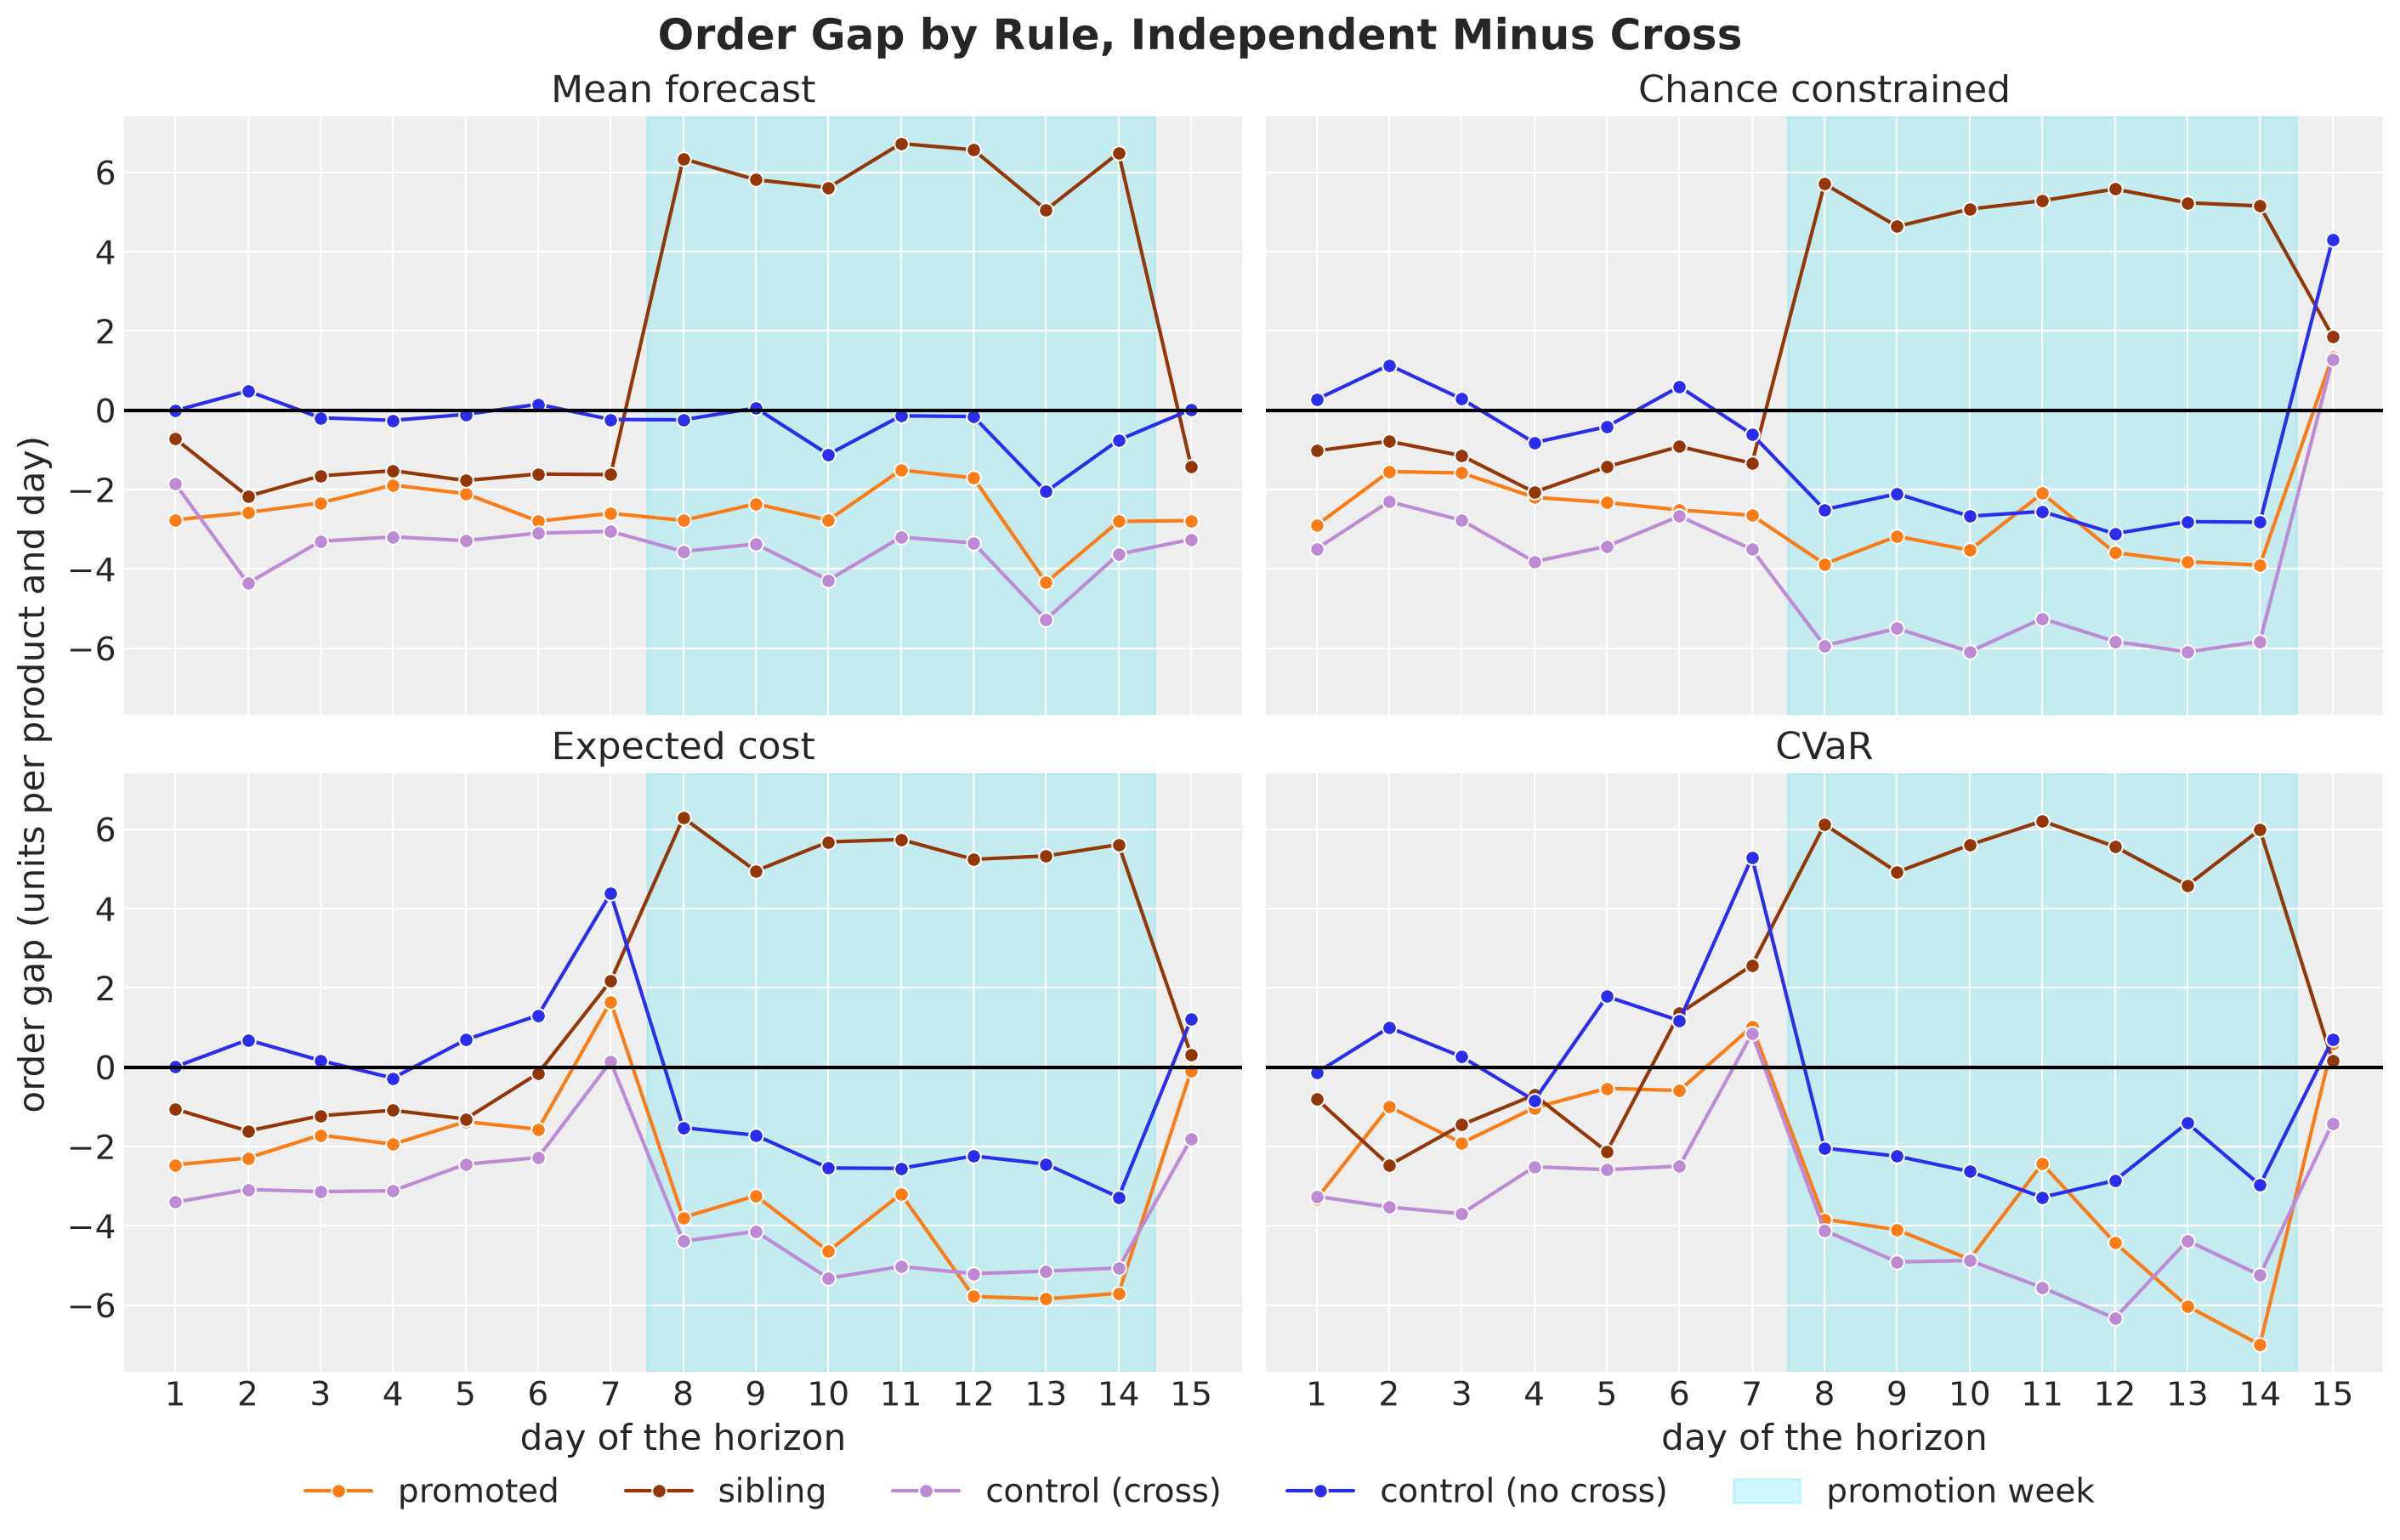 Order Gap by Rule, Independent Minus Cross
Mean forecast
Chance constrained
6
4
2
0
−2
−4
−6
order gap (units per product and day)
Expected cost
CVaR
6
4
2
0
−2
−4
−6
1 2 3 4 5 6 7 8 9 10 11 12 13 14 15
1 2 3 4 5 6 7 8 9 10 11 12 13 14 15
day of the horizon
day of the horizon
promoted
sibling
control (cross)
control (no cross)
promotion week